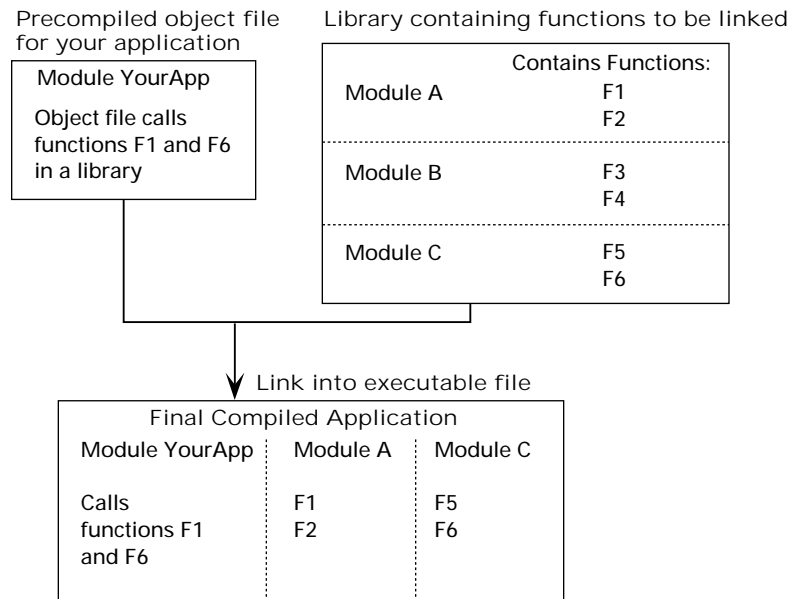 Precompiled object file
for your application
Module YourApp
Object file calls
functions F1 and F6
in a library
Library containing functions to be linked
Contains Functions:
Module A F1
F2
Module B F3
F4
Module C F5
F6
Link into executable file
Final Compiled Application
Module YourApp Module A Module C
Calls F1 F5
functions F1 F2 F6
and F6